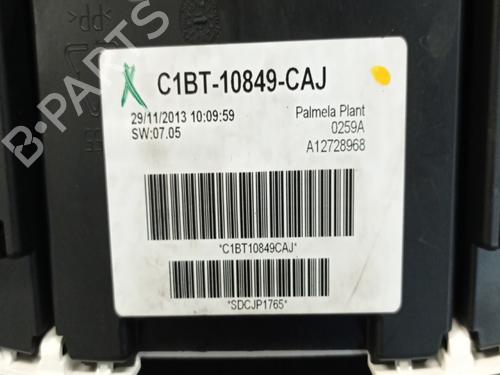 C1BT-10849-CAJ
29/11/2013 10:09:59
SW:07.05
Palmela Plant
0259A
A12728968
*C1BT10849CAJ*
*SDCJP1765*
B-PARTS
>PP<